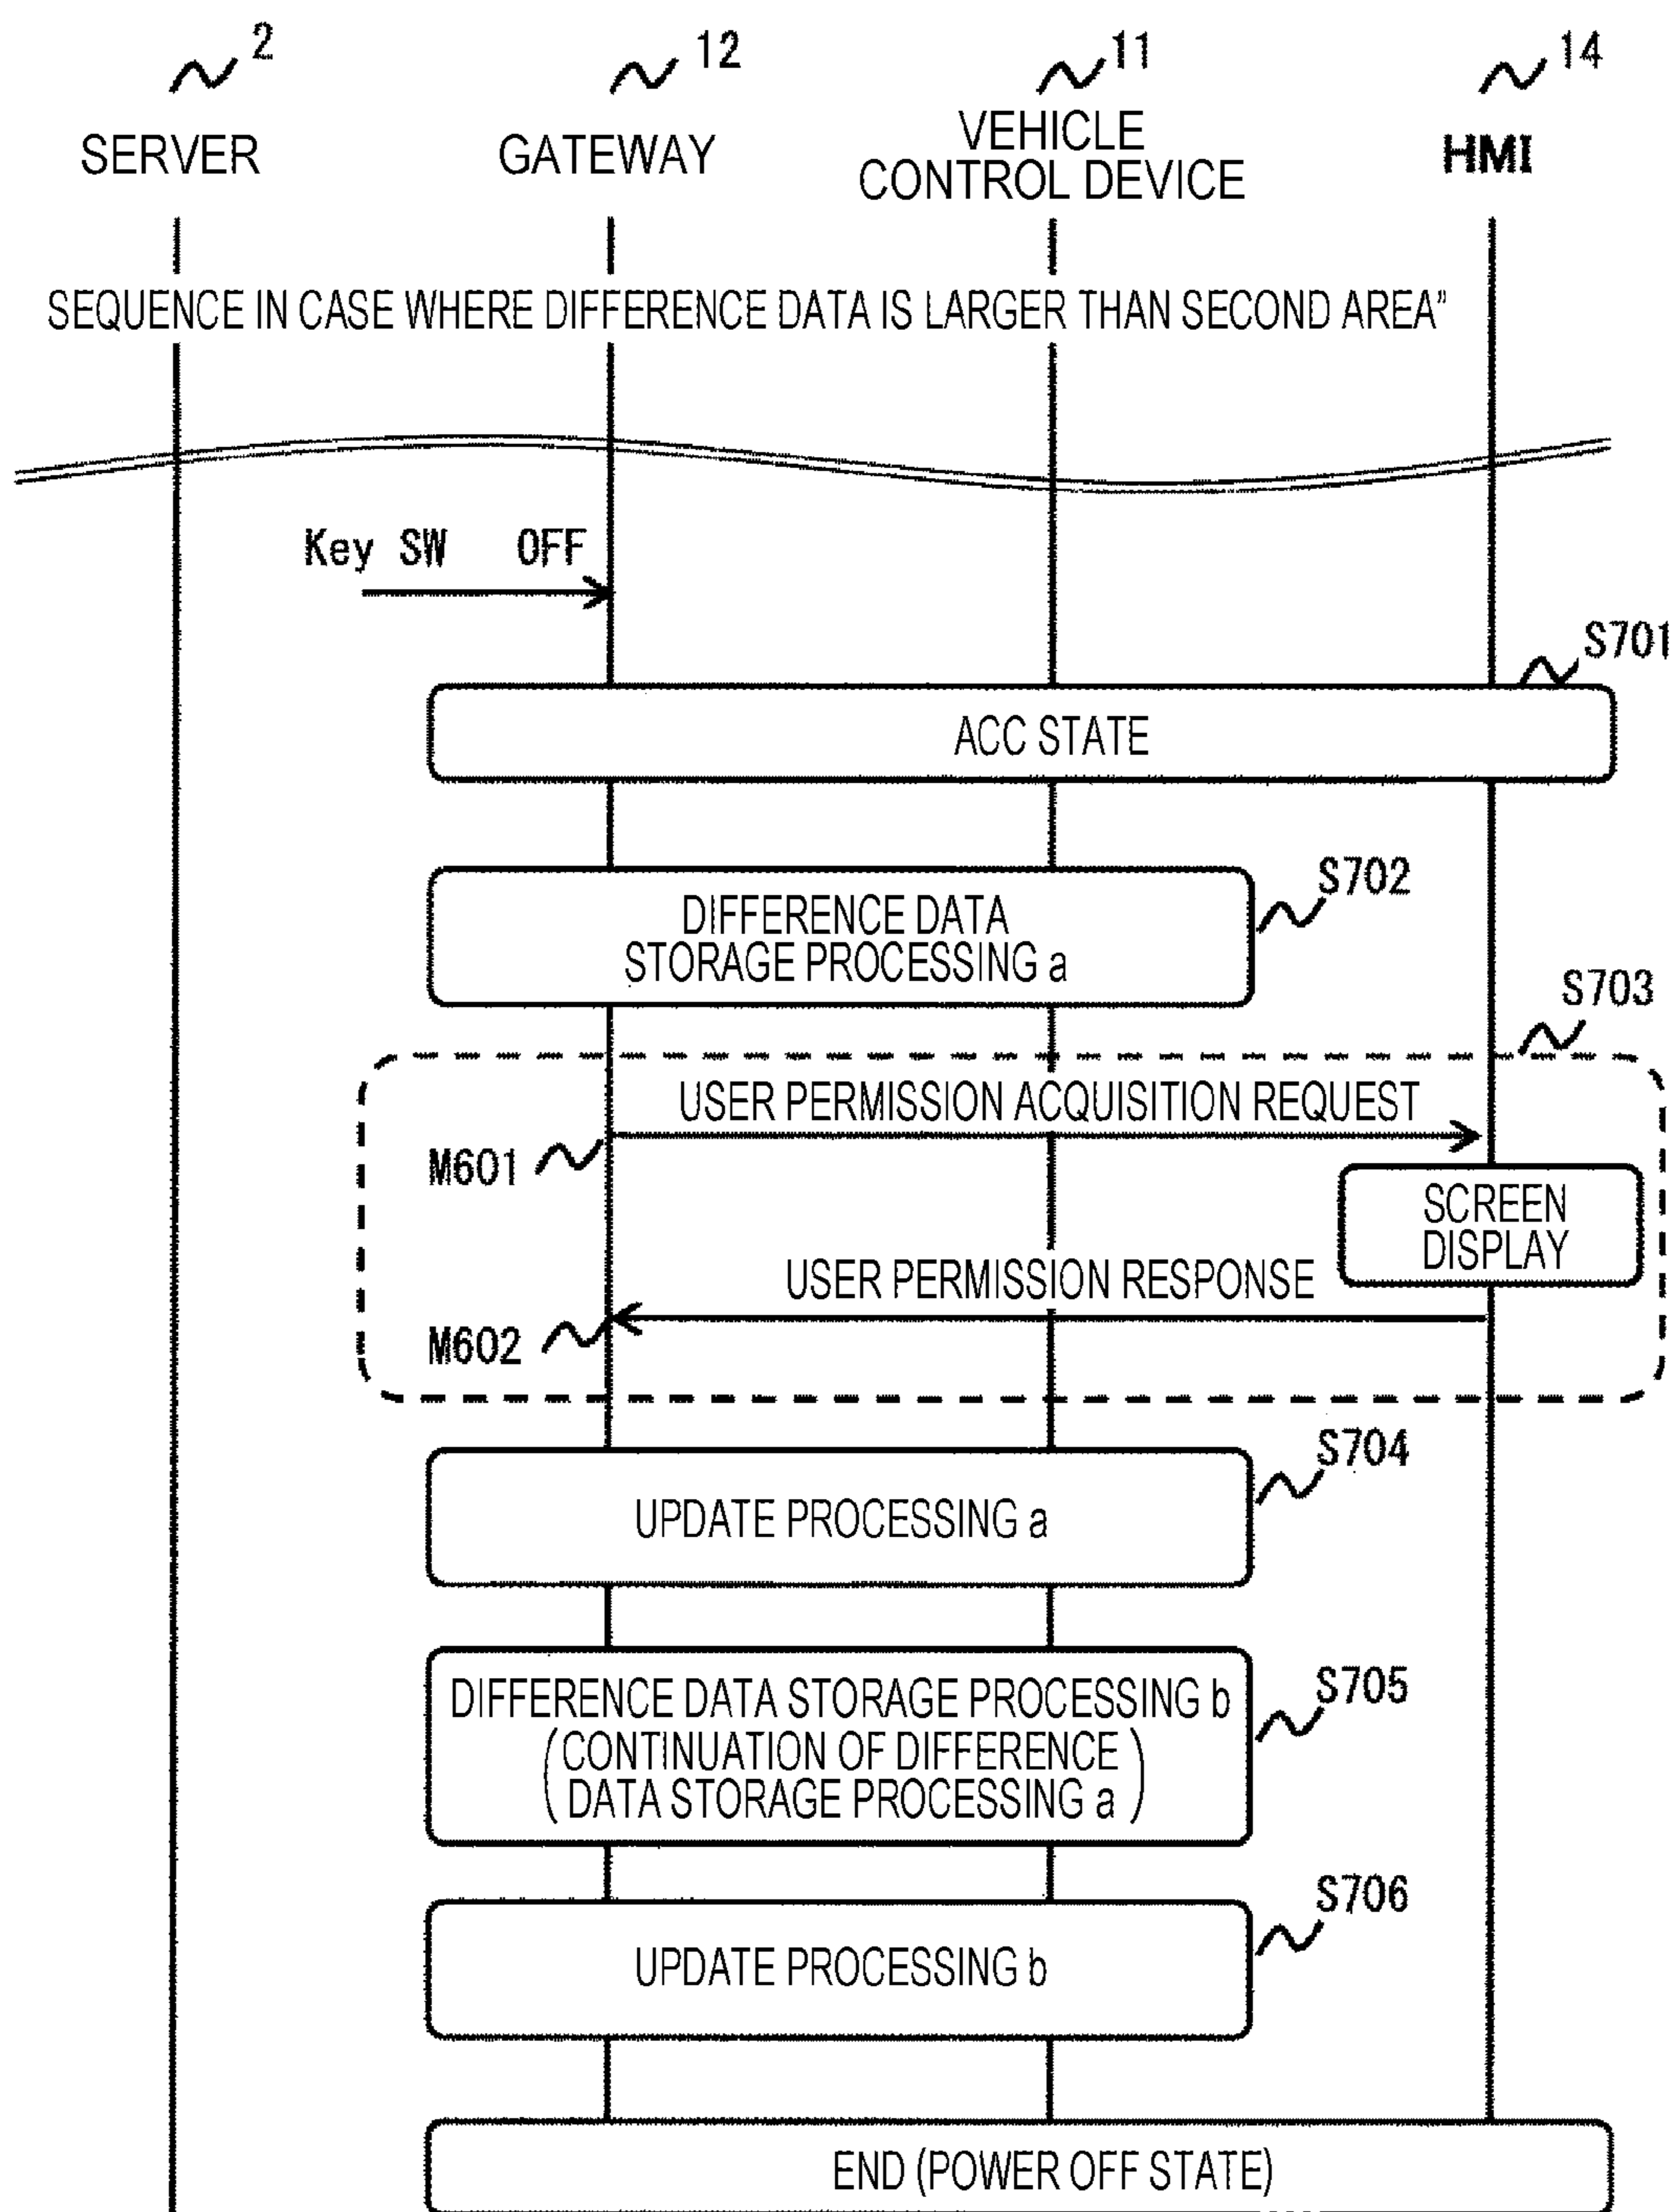 2
12
11
14
SERVER
GATEWAY
VEHICLE
CONTROL DEVICE
HMI
SEQUENCE IN CASE WHERE DIFFERENCE DATA IS LARGER THAN SECOND AREA"
Key SW OFF
S701
ACC STATE
S702
DIFFERENCE DATA
STORAGE PROCESSING a
S703
USER PERMISSION ACQUISITION REQUEST
M601
SCREEN
DISPLAY
USER PERMISSION RESPONSE
M602
S704
UPDATE PROCESSING a
S705
DIFFERENCE DATA STORAGE PROCESSING b
(CONTINUATION OF DIFFERENCE
DATA STORAGE PROCESSING a)
S706
UPDATE PROCESSING b
END (POWER OFF STATE)